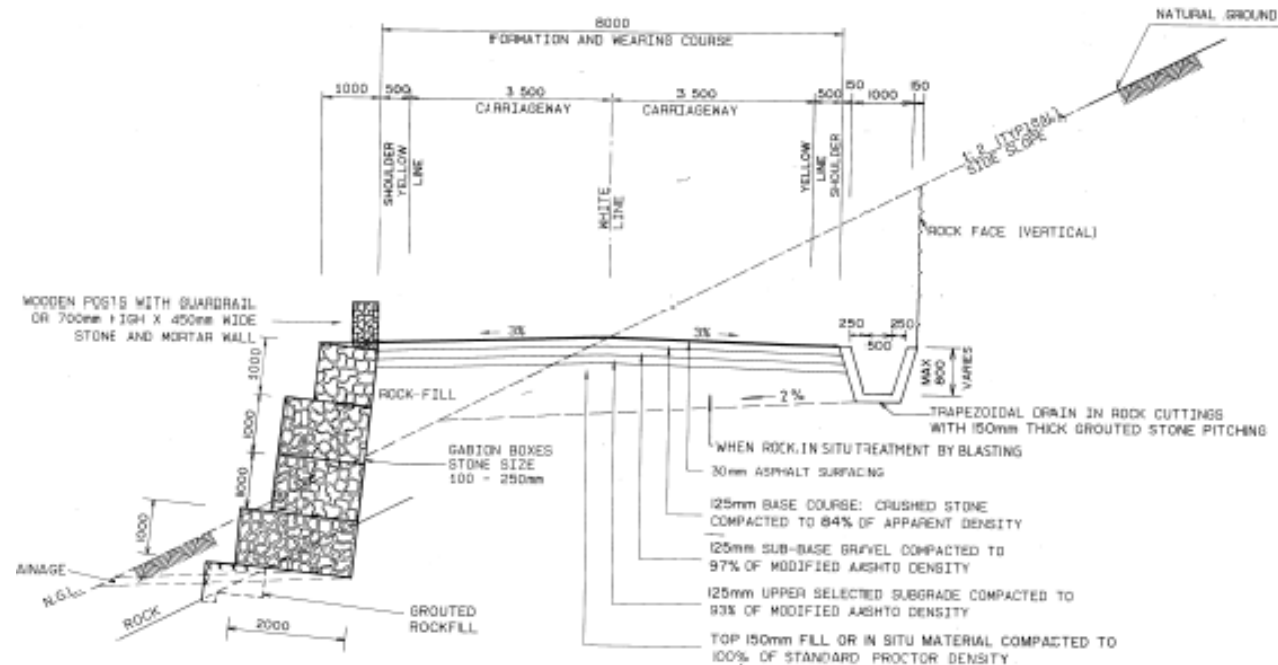 NATURAL GROUND
8000
FORMATION AND WEARING COURSE
1000
500
3 500
3 500
500
150
1000
150
CARRIAGEWAY
CARRIAGEWAY
SHOULDER
YELLOW
LINE
WHITE
LINE
YELLOW
LINE
SHOULDER
1:2 (TYPICAL)
SIDE SLOPE
ROCK FACE (VERTICAL)
WOODEN POSTS WITH GUARDRAIL
OR 700mm HIGH X 450mm WIDE
STONE AND MORTAR WALL
3%
3%
250
250
500
MAX
800
VARIES
1000
ROCK-FILL
2%
TRAPEZOIDAL DRAIN IN ROCK CUTTINGS
WITH 150mm THICK GROUTED STONE PITCHING
1000
GABION BOXES
STONE SIZE
100 - 250mm
WHEN ROCK, IN SITU TREATMENT BY BLASTING
30mm ASPHALT SURFACING
1000
125mm BASE COURSE: CRUSHED STONE
COMPACTED TO 84% OF APPARENT DENSITY
1000
125mm SUB-BASE GRAVEL COMPACTED TO
97% OF MODIFIED AASHTO DENSITY
AINAGE
N.G.L.
125mm UPPER SELECTED SUBGRADE COMPACTED TO
93% OF MODIFIED AASHTO DENSITY
ROCK
GROUTED
ROCKFILL
2000
TOP 150mm FILL OR IN SITU MATERIAL COMPACTED TO
100% OF STANDARD PROCTOR DENSITY